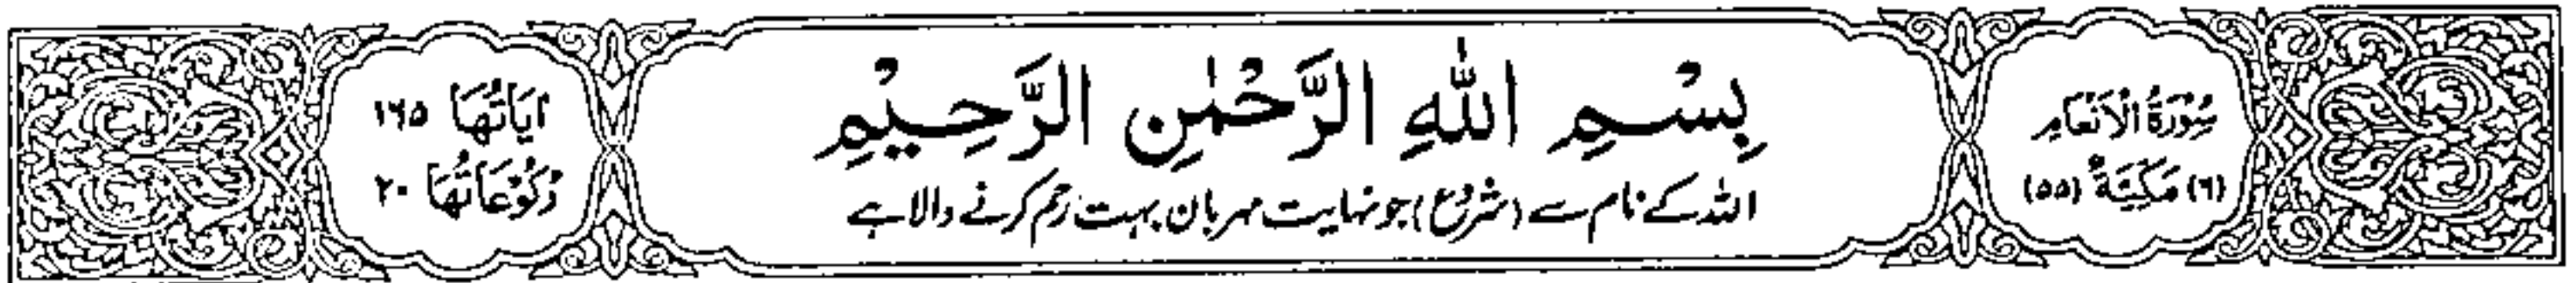 سُوْرَةُ الْاَنْعَامِ
(٦) مَكِّيَّةٌ (٥٥)
بِسْمِ اللّٰهِ الرَّحْمٰنِ الرَّحِيْمِ
اللہ کے نام سے (شروع) جو نہایت مہربان بہت رحم کرنے والا ہے
اٰيَاتُهَا ١٦٥
رُكُوْعَاتُهَا ٢٠